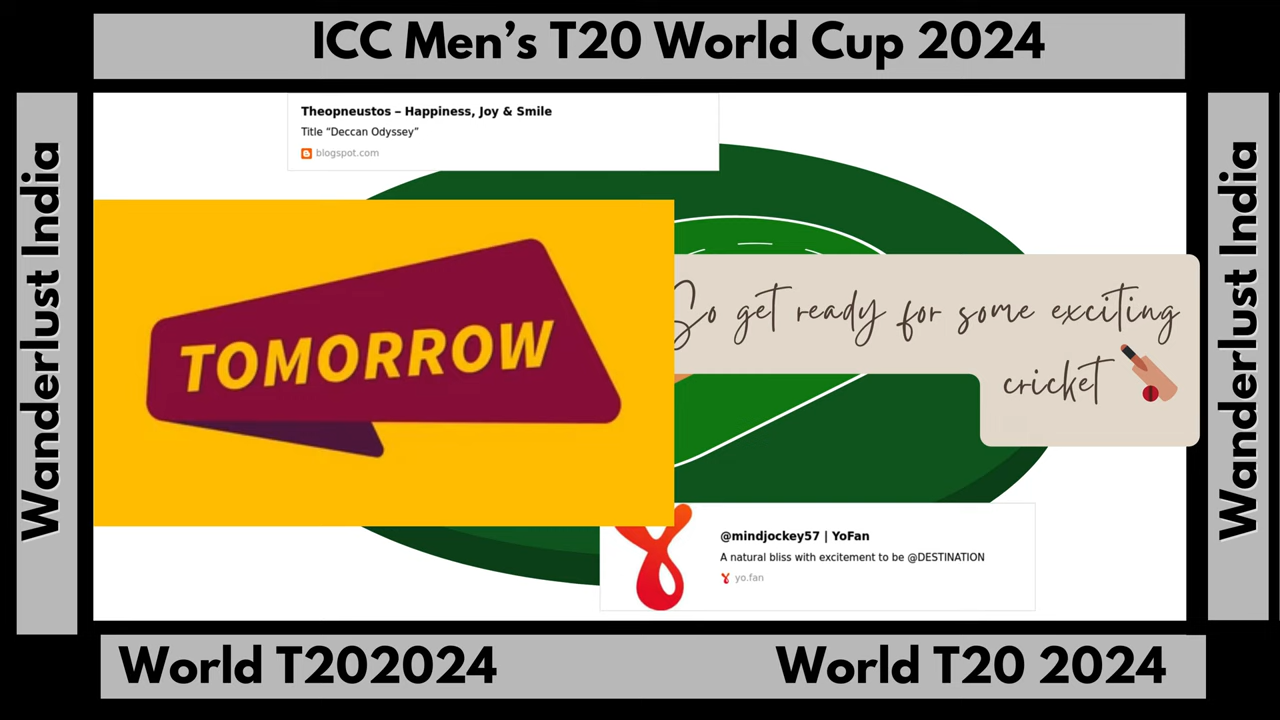 ICC Men’s T20 World Cup 2024
Wanderlust India
Theopneustos – Happiness, Joy & Smile
Title “Deccan Odyssey”
blogspot.com
TOMORROW
So get ready for some exciting
cricket
@mindjockey57 | YoFan
A natural bliss with excitement to be @DESTINATION
yo.fan
Wanderlust India
World T202024
World T20 2024